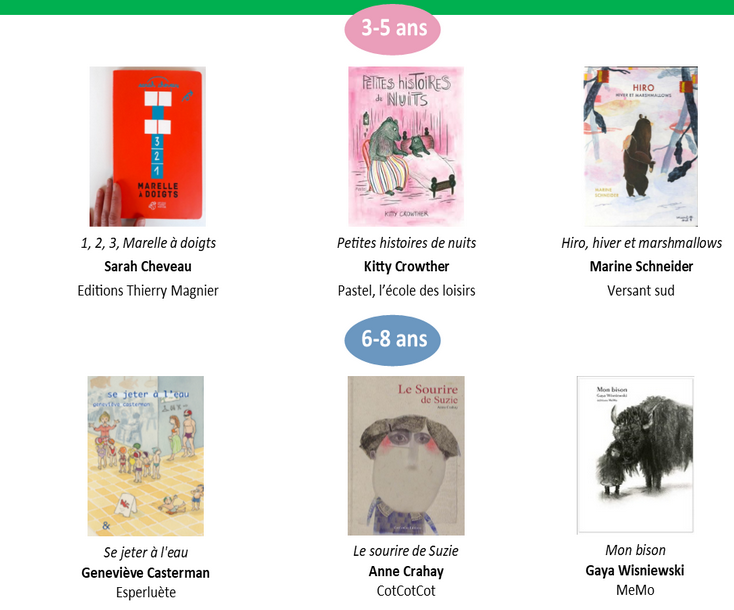 3-5 ans
3
2
1
MARELLE
À DOIGTS
PETITES HISTOIRES
de NUITS
KITTY CROWTHER
HIRO
HIVER ET MARSHMALLOWS
MARINE
SCHNEIDER
1, 2, 3, Marelle à doigts
Petites histoires de nuits
Hiro, hiver et marshmallows
Sarah Cheveau
Kitty Crowther
Marine Schneider
Editions Thierry Magnier
Pastel, l’école des loisirs
Versant sud
6-8 ans
se jeter à l'eau
geneviève casterman
&
Le Sourire
de Suzie
Anne Crahay
Mon bison
Gaya Wisniewski
Se jeter à l'eau
Le sourire de Suzie
Mon bison
Geneviève Casterman
Anne Crahay
Gaya Wisniewski
Esperluète
CotCotCot
MeMo